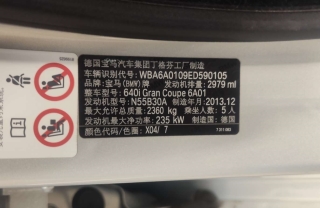 德国宝马汽车集团丁格芬工厂制造
车辆识别代号: WBA6A0109ED590105
品牌: 宝马(BMW)牌 发动机排量: 2979 ml
整车型号: 640i Gran Coupe 6A01
发动机型号: N55B30A 制造年月: 2013.12
最大允许总质量: 2360 kg 乘坐人数: 5 人
发动机最大净功率: 235 kW 制造国: 德国
颜色代码 / 色圈: X04/ 7